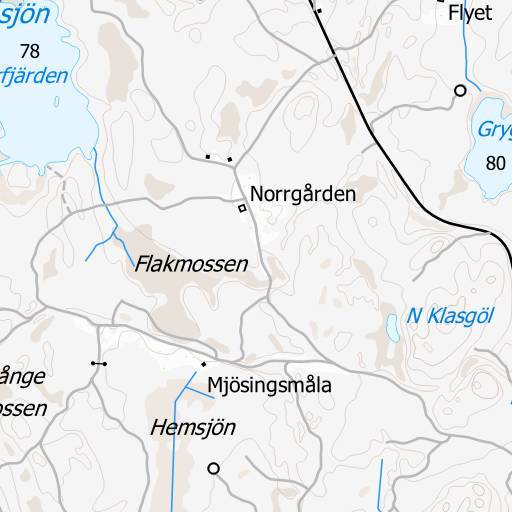 sjön
Flyet
78
rfjärden
Gryg
80
Norrgården
Flakmossen
N Klasgöl
ånge
ossen
Mjösingsmåla
Hemsjön